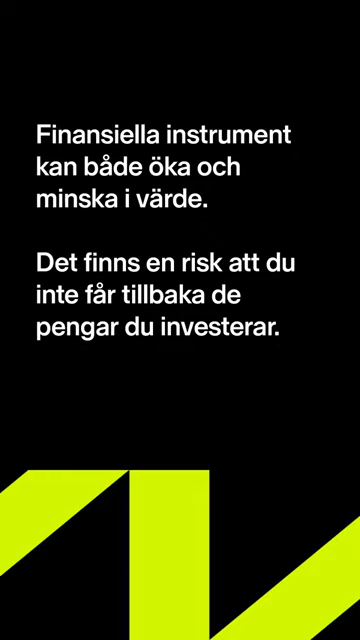 Finansiella instrument
kan både öka och
minska i värde.
Det finns en risk att du
inte får tillbaka de
pengar du investerar.